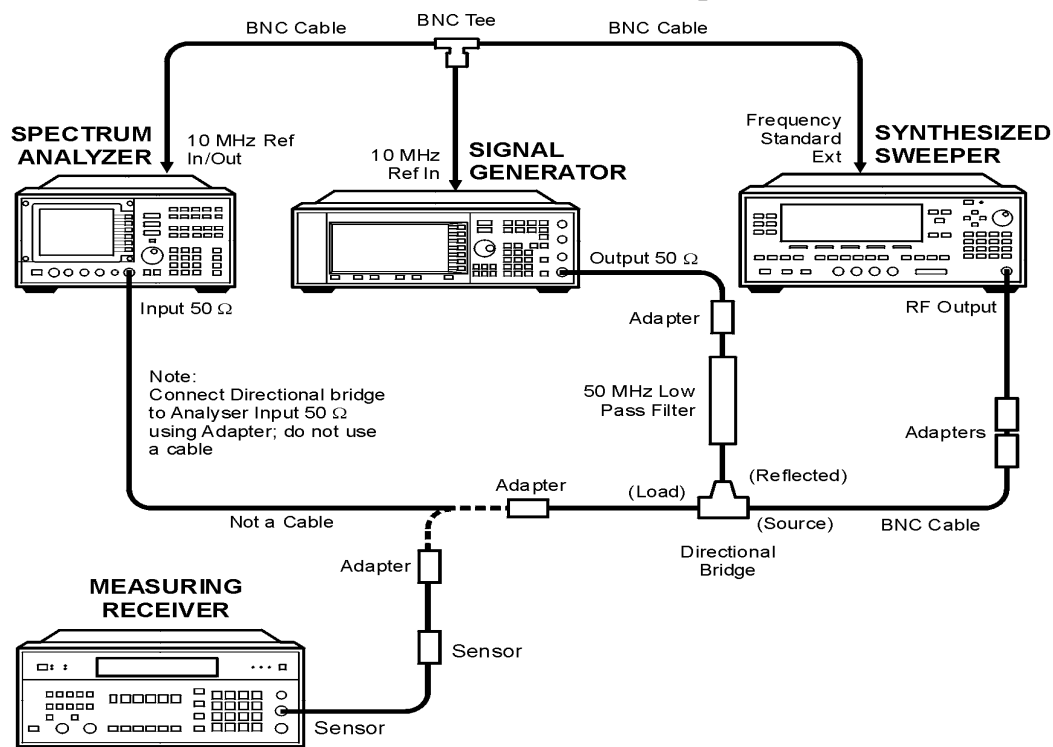 BNC Cable
BNC Tee
BNC Cable
SPECTRUM
ANALYZER
10 MHz Ref
In/Out
10 MHz
Ref In
SIGNAL
GENERATOR
Frequency
Standard
Ext
SYNTHESIZED
SWEEPER
Input 50 Ω
Output 50 Ω
RF Output
Adapter
Note:
Connect Directional bridge
to Analyser Input 50 Ω
using Adapter; do not use
a cable
50 MHz Low
Pass Filter
Adapters
Adapter
(Load)
(Reflected)
Not a Cable
(Source)
BNC Cable
Directional
Bridge
Adapter
MEASURING
RECEIVER
Sensor
Sensor